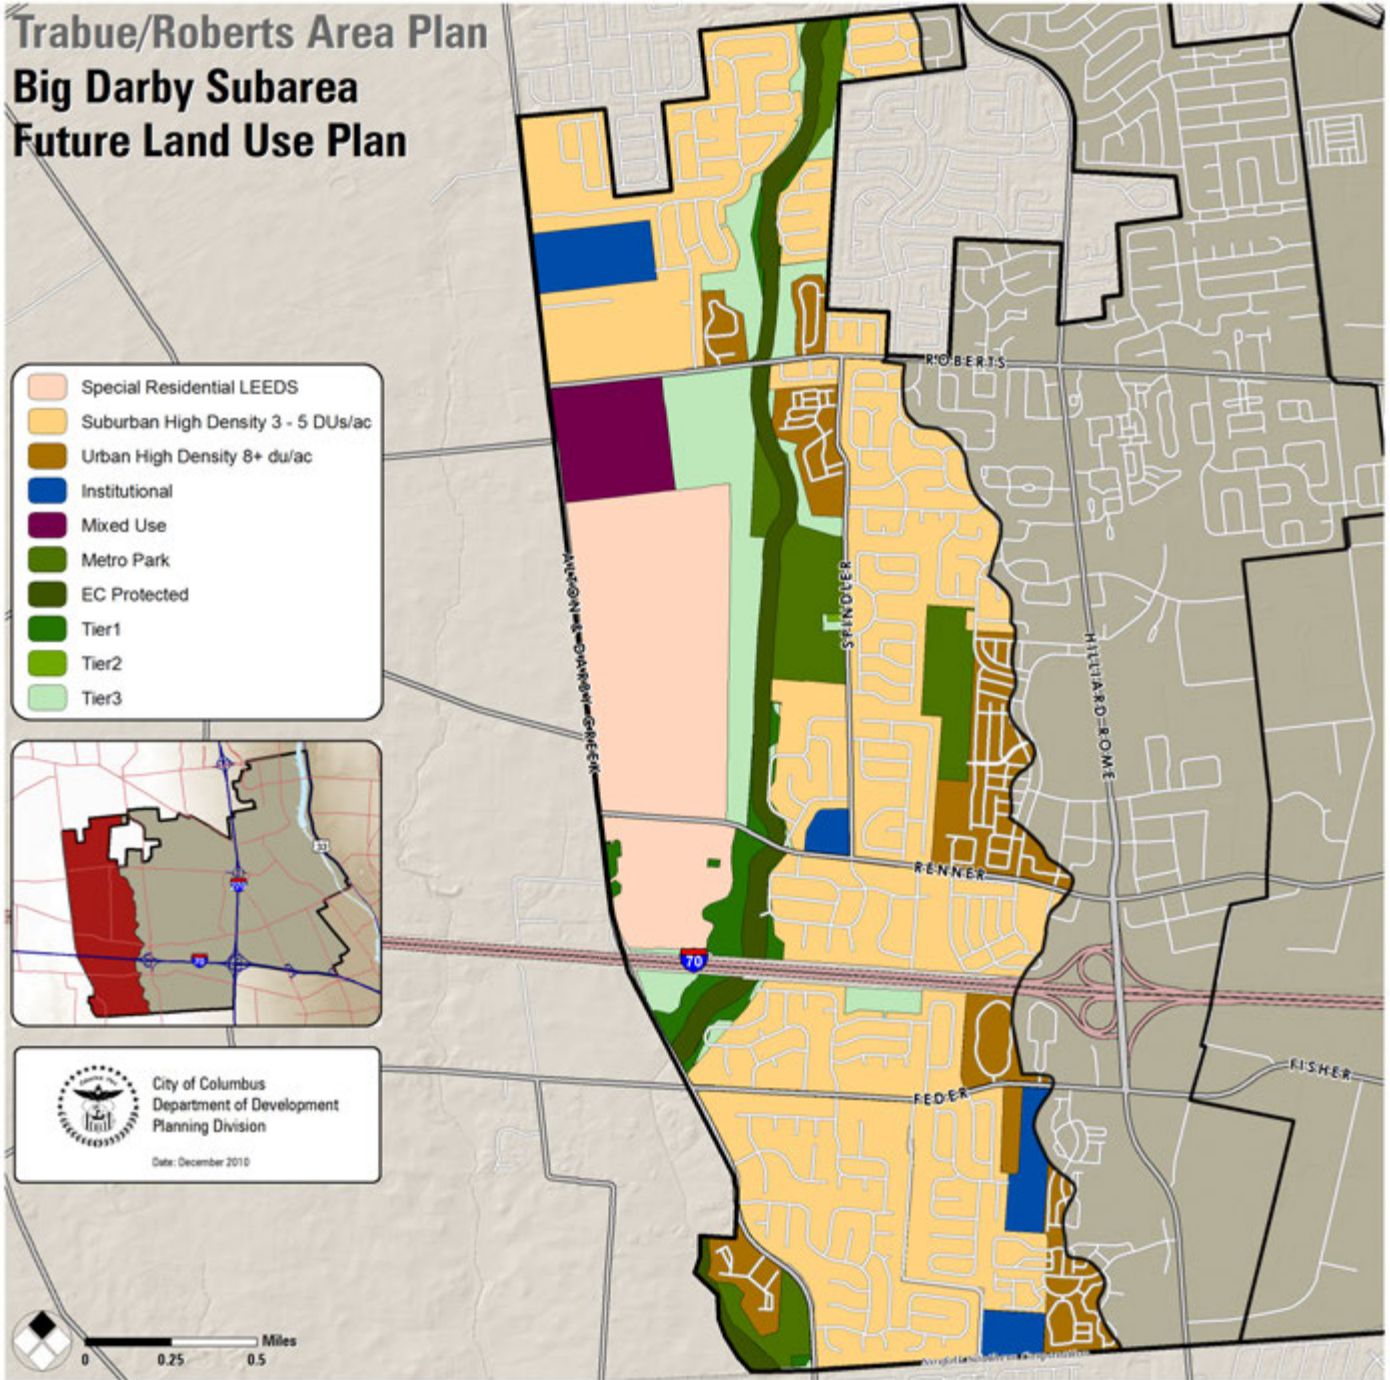 Trabue/Roberts Area Plan
Big Darby Subarea
Future Land Use Plan
Special Residential LEEDS
Suburban High Density 3 - 5 DUs/ac
Urban High Density 8+ du/ac
Institutional
Mixed Use
Metro Park
EC Protected
Tier1
Tier2
Tier3
ROBERTS
SPINDLER
HILLIARD-ROME
RENNER
70
FEDER
FISHER
33
70
City of Columbus
Department of Development
Planning Division
Date: December 2010
Miles
0 0.25 0.5